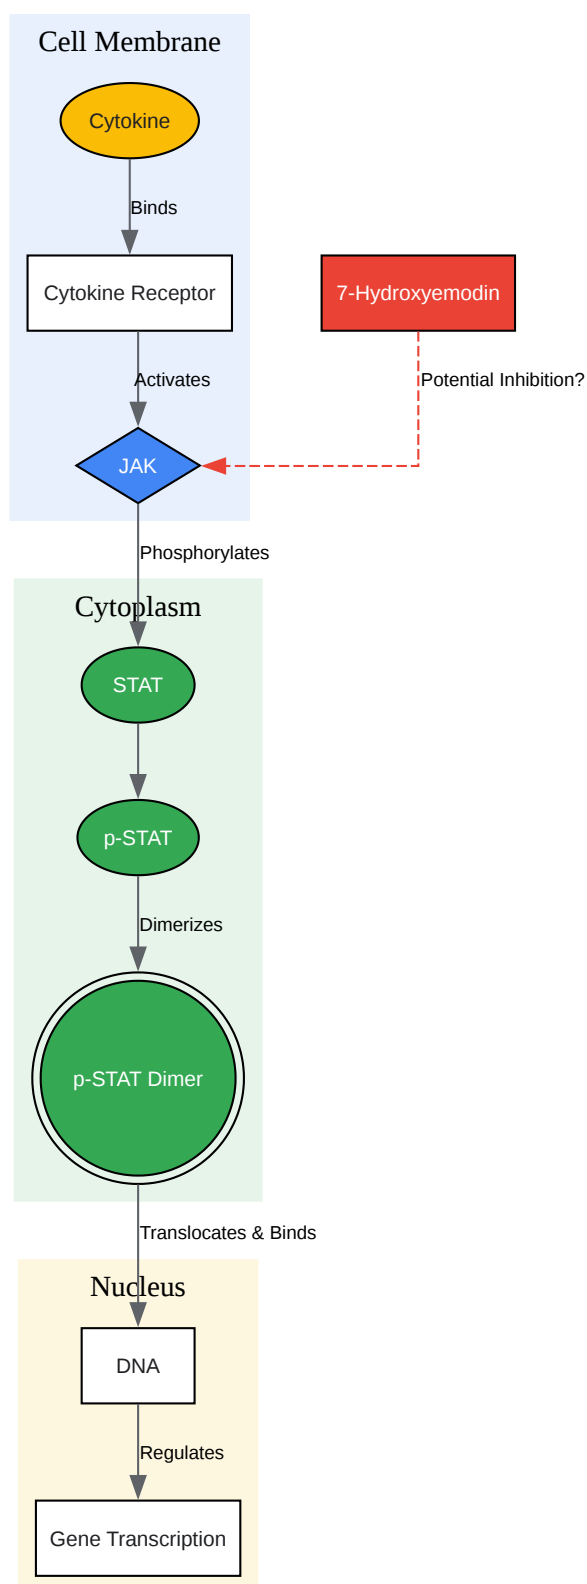 Cell Membrane
Cytokine
Binds
Cytokine Receptor
7-Hydroxyemodin
Activates
Potential Inhibition?
JAK
Phosphorylates
Cytoplasm
STAT
p-STAT
Dimerizes
p-STAT Dimer
Translocates & Binds
Nucleus
DNA
Regulates
Gene Transcription